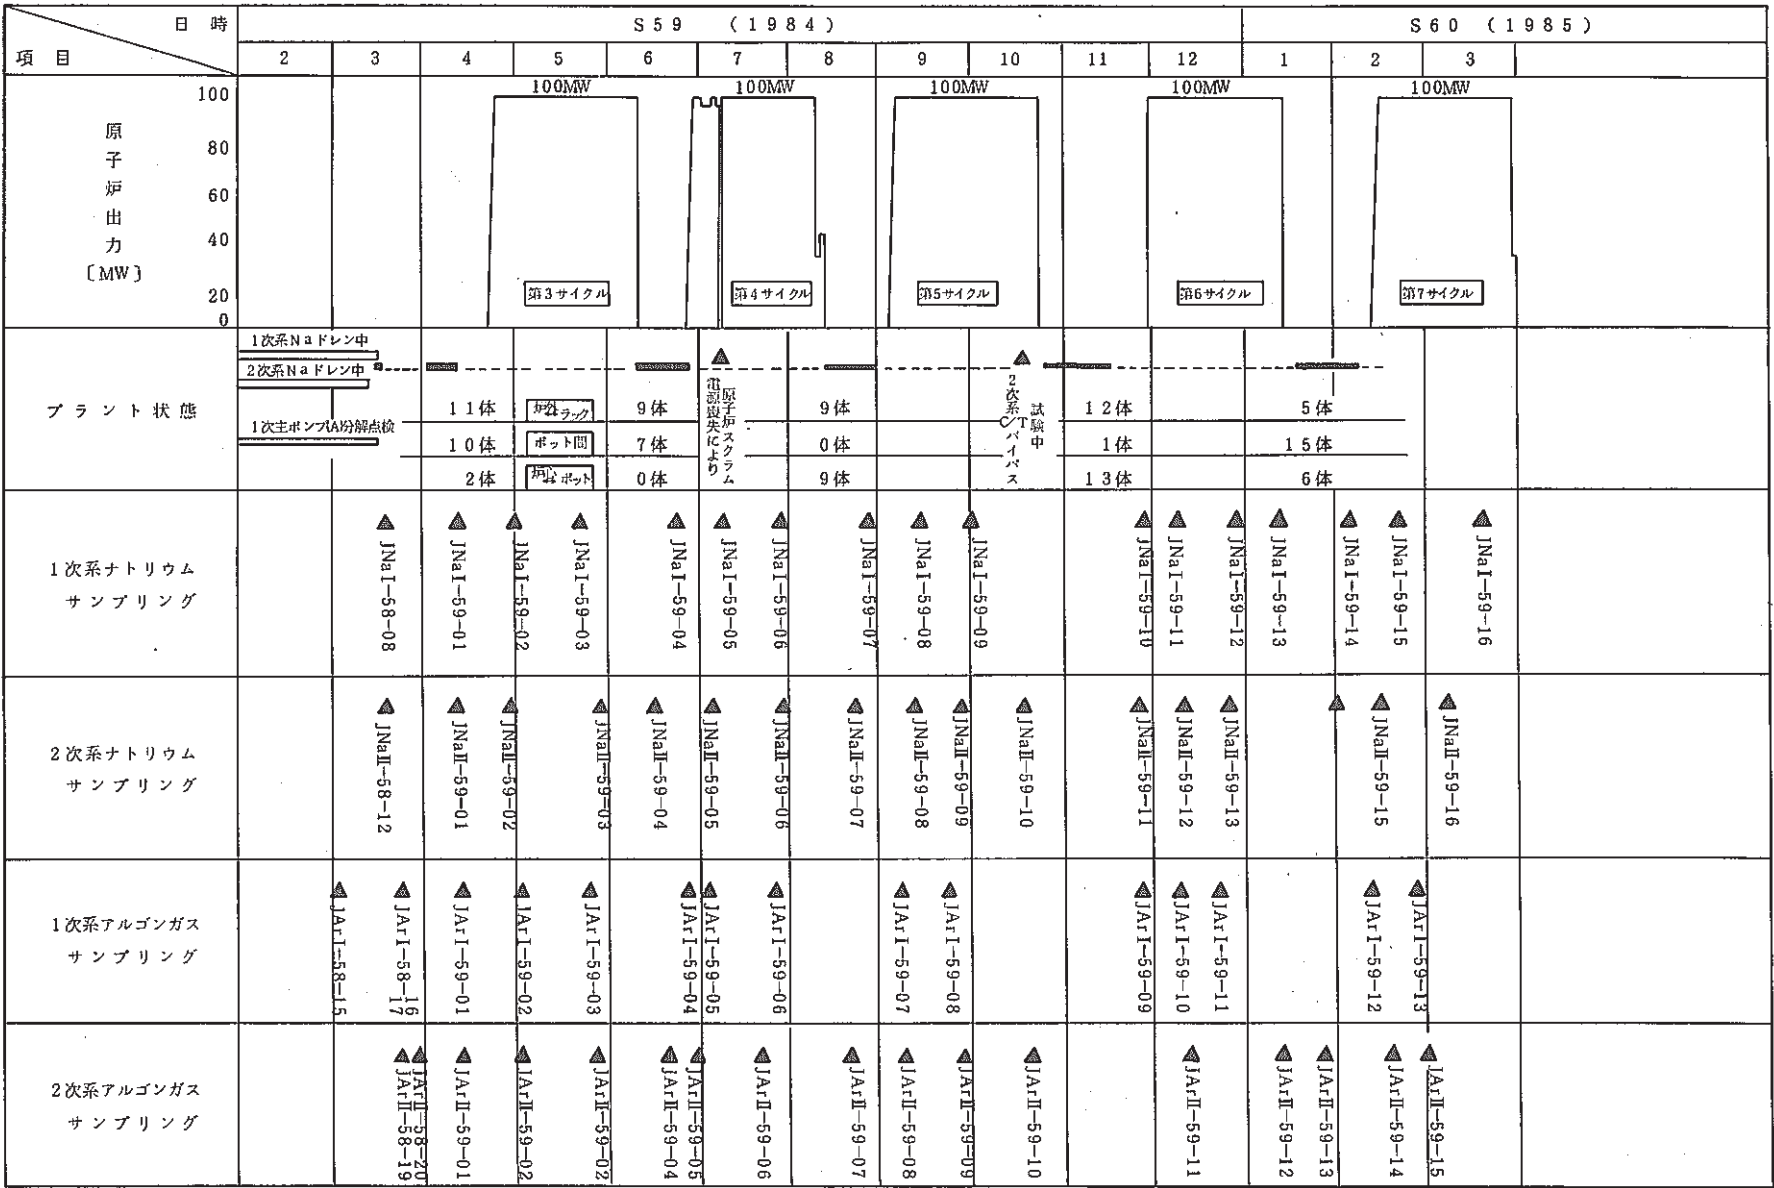 日 時
項 目
S59 (1984)
S60 (1985)
2 3 4 5 6 7 8 9 10 11 12 1 2 3
原子炉出力
〔MW〕
100
80
60
40
20
0
100MW 100MW 100MW 100MW 100MW
第3サイクル 第4サイクル 第5サイクル 第6サイクル 第7サイクル
プラント状態
1次系Naドレン中
2次系Naドレン中
1次主ポンプ(A)分解点検
11体 ラック 9体 9体 12体 5体
10体 ポット間 7体 0体 1体 15体
2体 ポット 0体 9体 13体 6体
原子炉スクラム
電源喪失により
試験中
2次系C/Tバイパス
1次系ナトリウム
サンプリング
JNaI-58-08
JNaI-59-01
JNaI-59-02
JNaI-59-03
JNaI-59-04
JNaI-59-05
JNaI-59-06
JNaI-59-07
JNaI-59-08
JNaI-59-09
JNaI-59-10
JNaI-59-11
JNaI-59-12
JNaI-59-13
JNaI-59-14
JNaI-59-15
JNaI-59-16
2次系ナトリウム
サンプリング
JNaII-58-12
JNaII-59-01
JNaII-59-02
JNaII-59-03
JNaII-59-04
JNaII-59-05
JNaII-59-06
JNaII-59-07
JNaII-59-08
JNaII-59-09
JNaII-59-10
JNaII-59-11
JNaII-59-12
JNaII-59-13
JNaII-59-15
JNaII-59-16
1次系アルゴンガス
サンプリング
JArI-58-15
JArI-58-16
17
JArI-59-01
JArI-59-02
JArI-59-03
JArI-59-04
JArI-59-05
JArI-59-06
JArI-59-07
JArI-59-08
JArI-59-09
JArI-59-10
JArI-59-11
JArI-59-12
JArI-59-13
2次系アルゴンガス
サンプリング
JArII-58-19
JArII-58-20
JArII-59-01
JArII-59-02
JArII-59-02
JArII-59-04
JArII-59-05
JArII-59-06
JArII-59-07
JArII-59-08
JArII-59-09
JArII-59-10
JArII-59-11
JArII-59-12
JArII-59-13
JArII-59-14
JArII-59-15